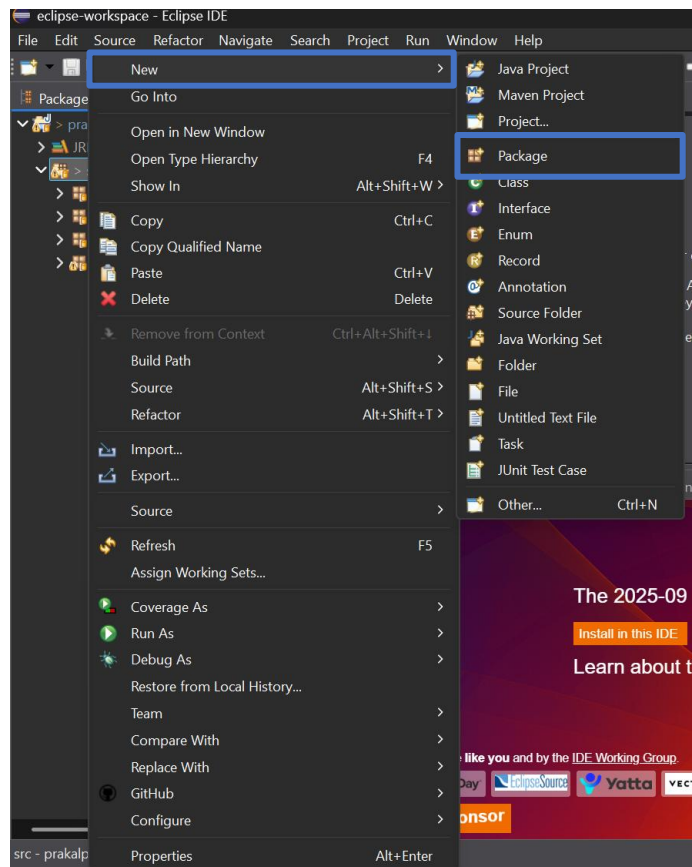 eclipse-workspace - Eclipse IDE
File Edit Source Refactor Navigate Search Project Run Window Help
Package
> pra
New
Go Into
Open in New Window
Open Type Hierarchy F4
Show In Alt+Shift+W >
Copy Ctrl+C
Copy Qualified Name
Paste Ctrl+V
Delete Delete
Remove from Context Ctrl+Alt+Shift+↓
Build Path
Source Alt+Shift+S >
Refactor Alt+Shift+T >
Import...
Export...
Source
Refresh F5
Assign Working Sets...
Coverage As
Run As
Debug As
Restore from Local History...
Team
Compare With
Replace With
GitHub
Configure
Properties Alt+Enter
Java Project
Maven Project
Project...
Package
Class
Interface
Enum
Record
Annotation
Source Folder
Java Working Set
Folder
File
Untitled Text File
Task
JUnit Test Case
Other... Ctrl+N
The 2025-09
Install in this IDE
Learn about t
like you and by the IDE Working Group.
Day EclipseSource Yatta VECT
onsor
src - prakalp